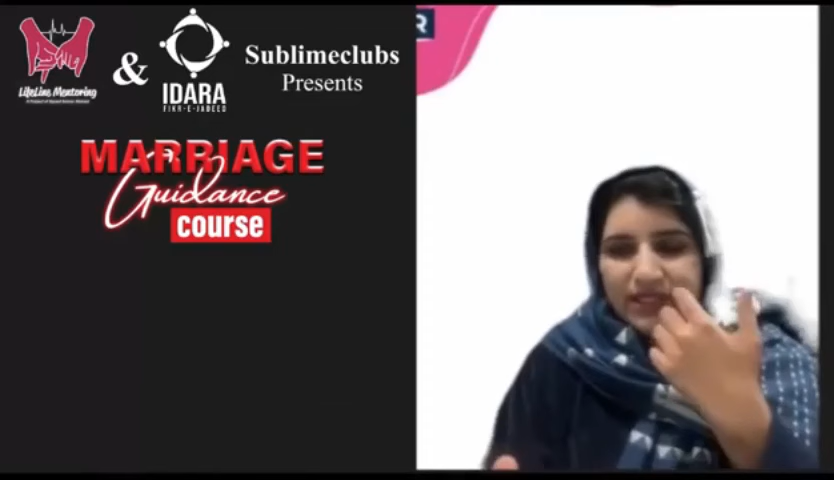 LifeLine Mentoring
&
IDARA
FIKR-E-JADEED
Sublimeclubs
Presents
MARRIAGE
Guidance
course
R